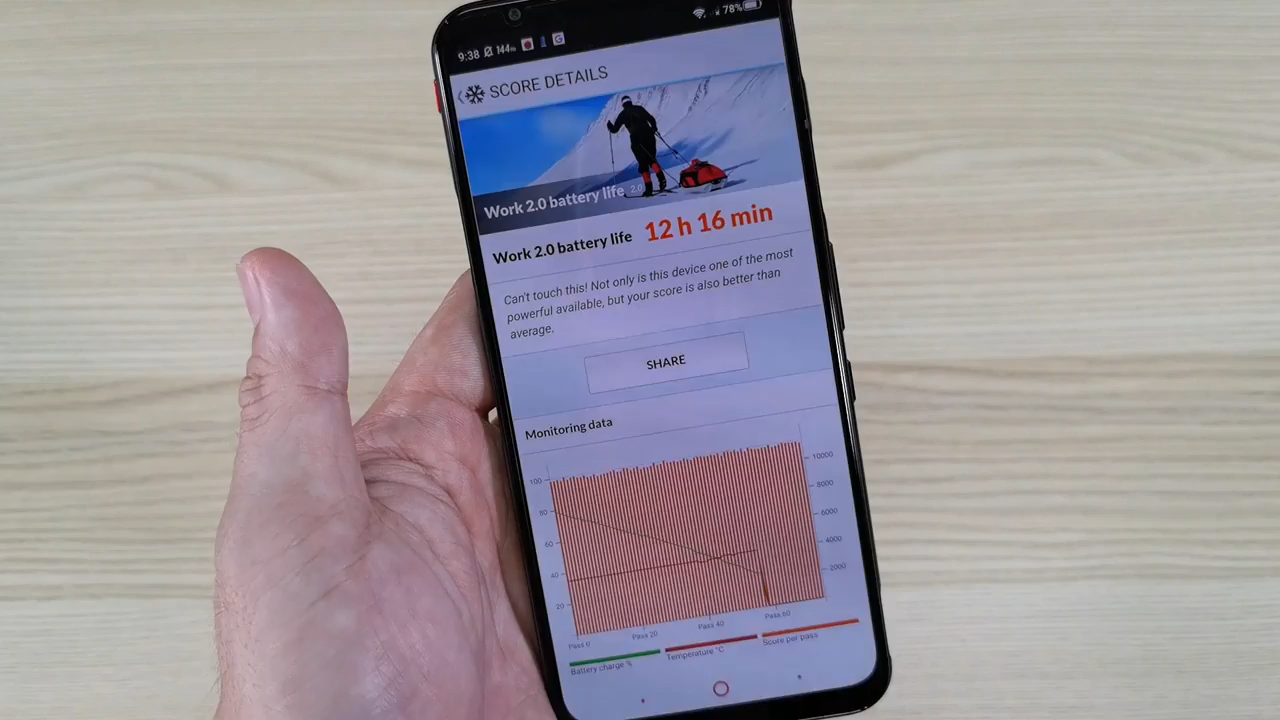 9:38 144Hz G 78%
SCORE DETAILS
Work 2.0 battery life 2.0
Work 2.0 battery life 12 h 16 min
Can't touch this! Not only is this device one of the most
powerful available, but your score is also better than
average.
SHARE
Monitoring data
100
80
60
40
20
10000
8000
6000
4000
2000
Pass 0 Pass 20 Pass 40 Pass 60
Battery charge % Temperature °C Score per pass